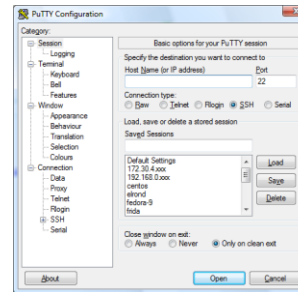 PuTTY Configuration
Category:
Session
Logging
Terminal
Keyboard
Bell
Features
Window
Appearance
Behaviour
Translation
Selection
Colours
Connection
Data
Proxy
Telnet
Rlogin
SSH
Serial
Basic options for your PuTTY session
Specify the destination you want to connect to
Host Name (or IP address) Port
22
Connection type:
Raw Telnet Rlogin SSH Serial
Load, save or delete a stored session
Saved Sessions
Default Settings
172.30.4.xxx
192.168.0.xxx
centos
elrond
fedora-9
frida
Load
Save
Delete
Close window on exit:
Always Never Only on clean exit
About Open Cancel